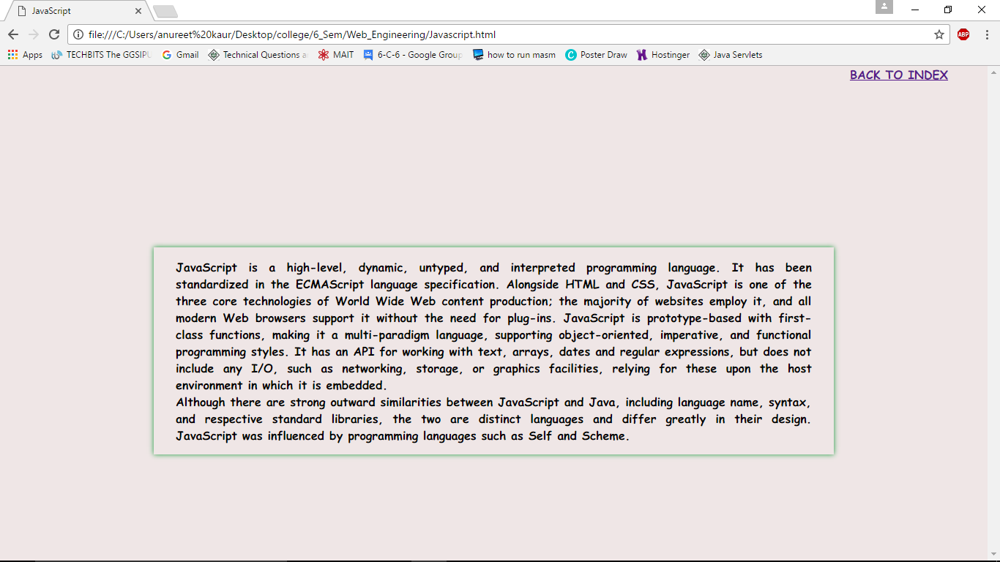 JavaScript
file:///C:/Users/anureet%20kaur/Desktop/college/6_Sem/Web_Engineering/Javascript.html
ABP
Apps TECHBITS The GGSIPU Gmail Technical Questions a MAIT 6-C-6 - Google Group how to run masm Poster Draw Hostinger Java Servlets
BACK TO INDEX
JavaScript is a high-level, dynamic, untyped, and interpreted programming language. It has been
standardized in the ECMAScript language specification. Alongside HTML and CSS, JavaScript is one of the
three core technologies of World Wide Web content production; the majority of websites employ it, and all
modern Web browsers support it without the need for plug-ins. JavaScript is prototype-based with first-
class functions, making it a multi-paradigm language, supporting object-oriented, imperative, and functional
programming styles. It has an API for working with text, arrays, dates and regular expressions, but does not
include any I/O, such as networking, storage, or graphics facilities, relying for these upon the host
environment in which it is embedded.
Although there are strong outward similarities between JavaScript and Java, including language name, syntax,
and respective standard libraries, the two are distinct languages and differ greatly in their design.
JavaScript was influenced by programming languages such as Self and Scheme.